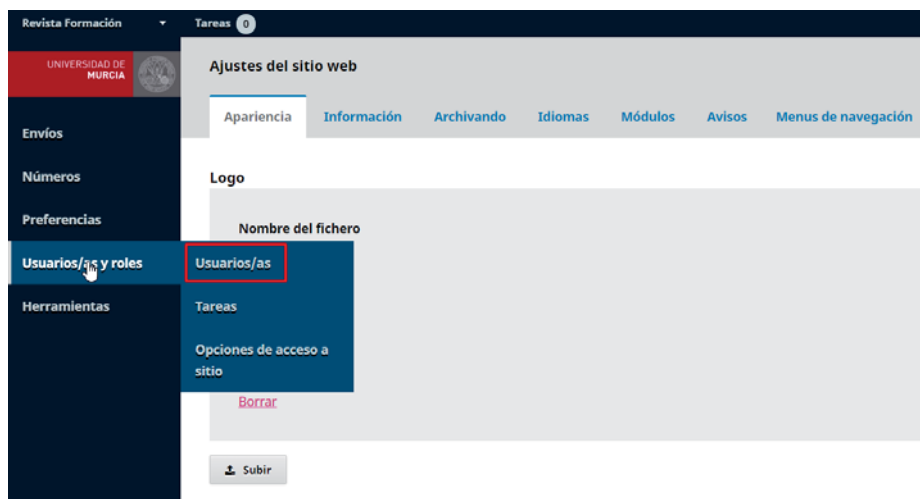 Revista Formación
Tareas 0
UNIVERSIDAD DE
MURCIA
Ajustes del sitio web
Apariencia
Información
Archivando
Idiomas
Módulos
Avisos
Menus de navegación
Envíos
Números
Preferencias
Usuarios/as y roles
Herramientas
Logo
Nombre del fichero
Usuarios/as
Tareas
Opciones de acceso a
sitio
Borrar
Subir